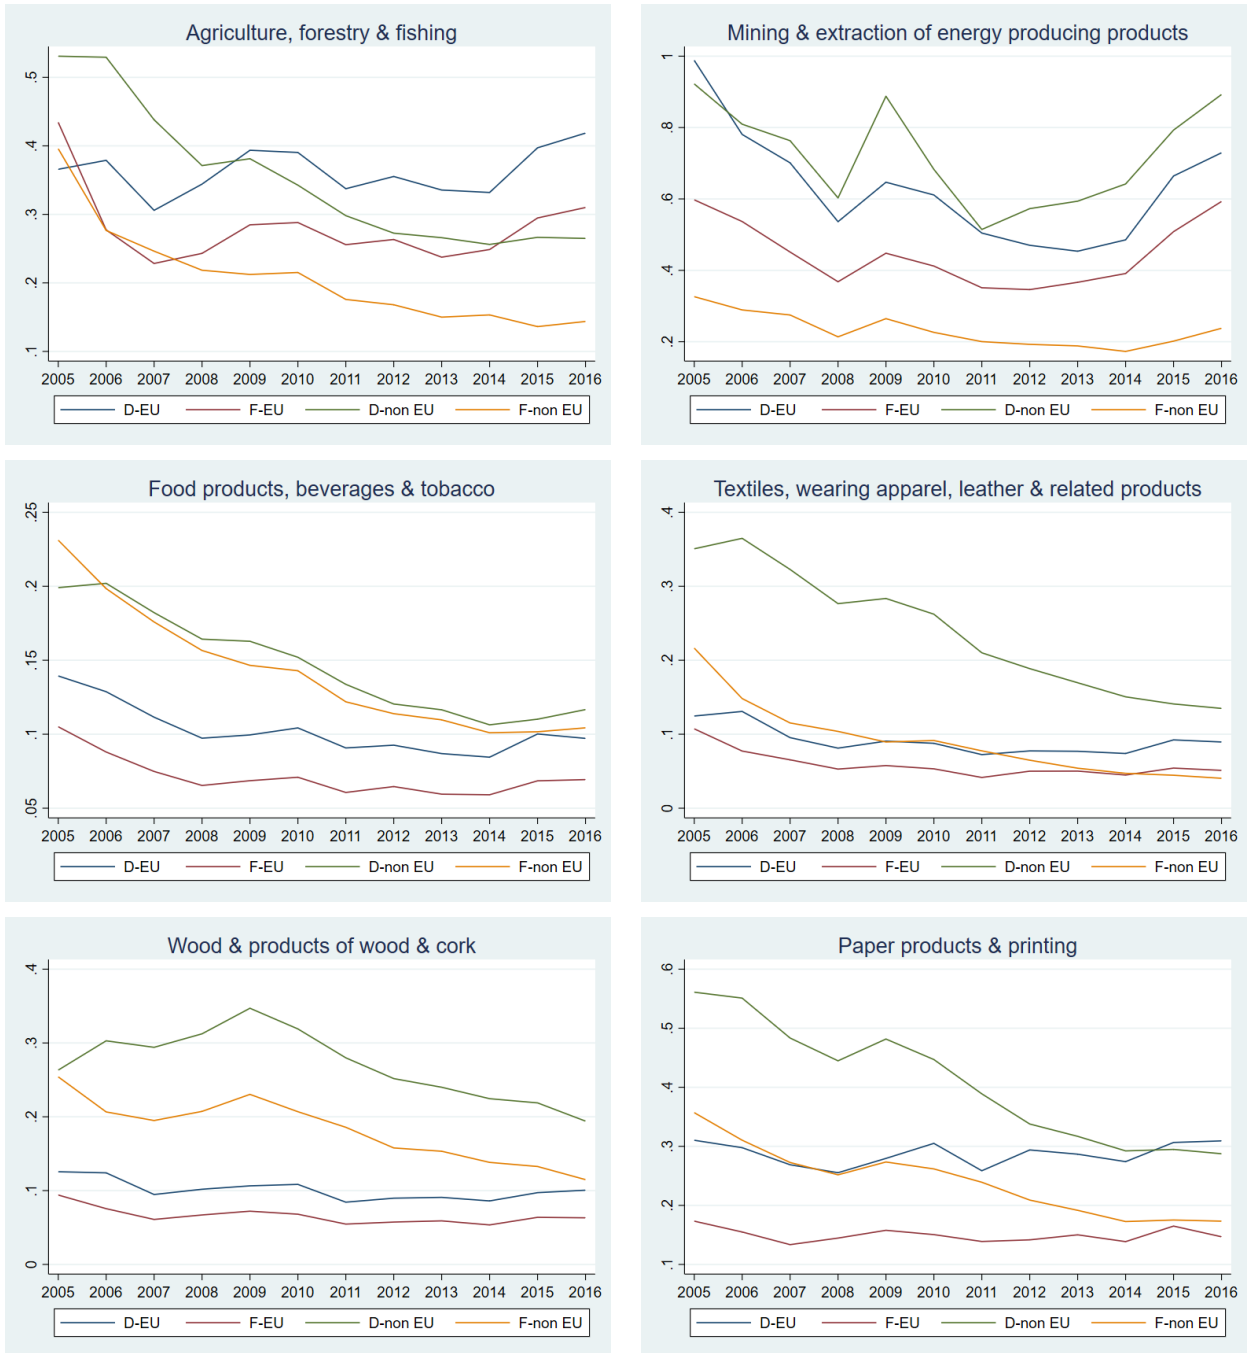 Agriculture, forestry & fishing
.5
.4
.3
.2
.1
2005 2006 2007 2008 2009 2010 2011 2012 2013 2014 2015 2016
D-EU F-EU D-non EU F-non EU
Mining & extraction of energy producing products
1
.8
.6
.4
.2
2005 2006 2007 2008 2009 2010 2011 2012 2013 2014 2015 2016
D-EU F-EU D-non EU F-non EU
Food products, beverages & tobacco
.25
.2
.15
.1
.05
2005 2006 2007 2008 2009 2010 2011 2012 2013 2014 2015 2016
D-EU F-EU D-non EU F-non EU
Textiles, wearing apparel, leather & related products
.4
.3
.2
.1
0
2005 2006 2007 2008 2009 2010 2011 2012 2013 2014 2015 2016
D-EU F-EU D-non EU F-non EU
Wood & products of wood & cork
.4
.3
.2
.1
0
2005 2006 2007 2008 2009 2010 2011 2012 2013 2014 2015 2016
D-EU F-EU D-non EU F-non EU
Paper products & printing
.6
.5
.4
.3
.2
.1
2005 2006 2007 2008 2009 2010 2011 2012 2013 2014 2015 2016
D-EU F-EU D-non EU F-non EU